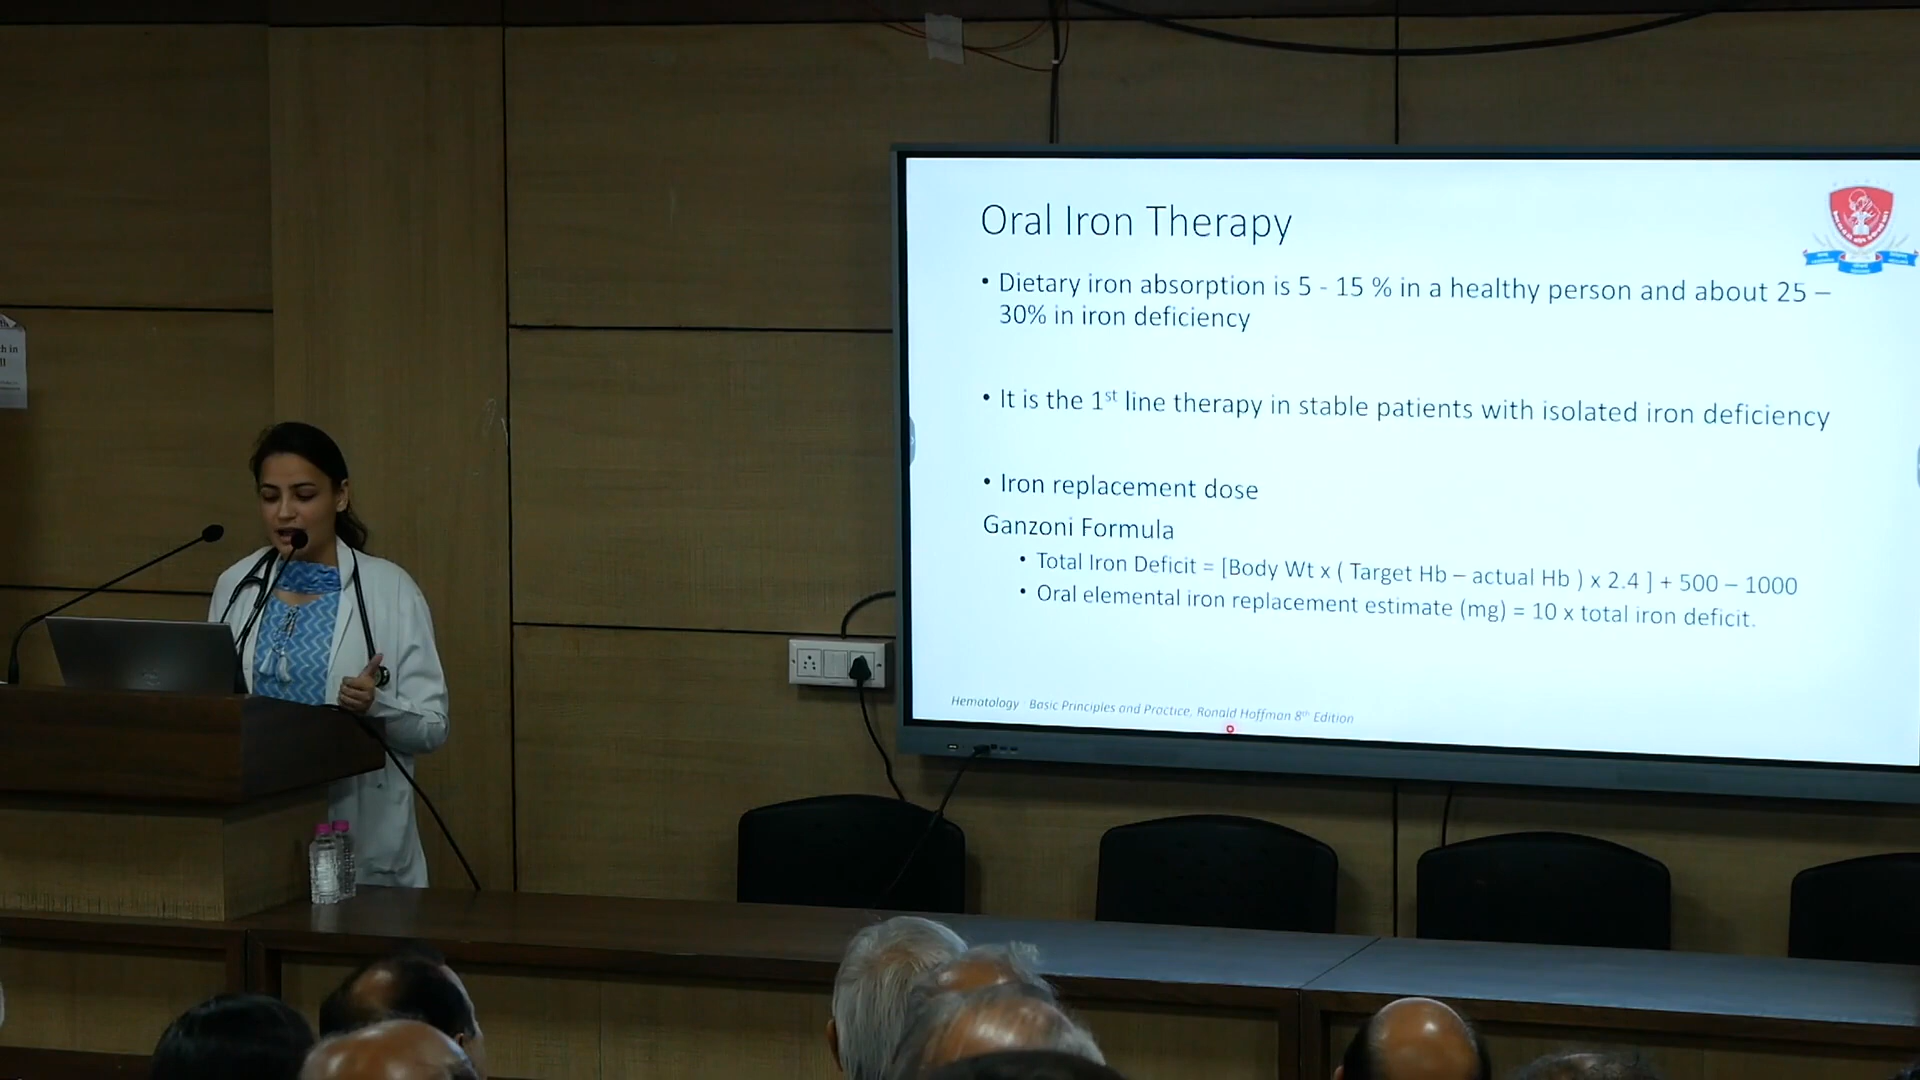 Oral Iron Therapy
• Dietary iron absorption is 5 - 15 % in a healthy person and about 25 –
30% in iron deficiency
• It is the 1st line therapy in stable patients with isolated iron deficiency
• Iron replacement dose
Ganzoni Formula
• Total Iron Deficit = [Body Wt x ( Target Hb – actual Hb ) x 2.4 ] + 500 – 1000
• Oral elemental iron replacement estimate (mg) = 10 x total iron deficit.
Hematology Basic Principles and Practice, Ronald Hoffman 8th Edition